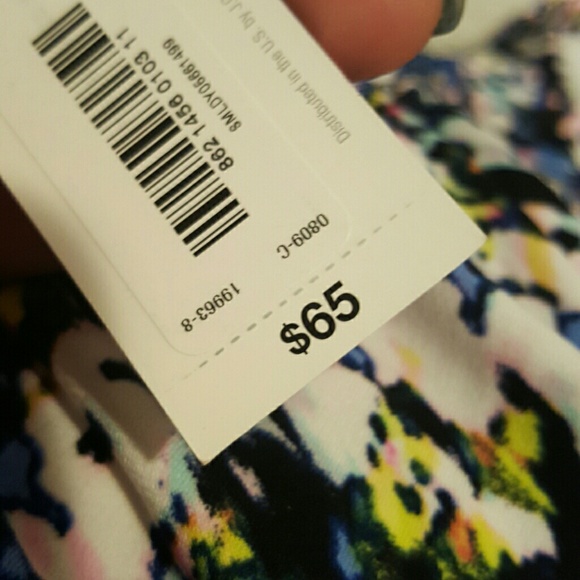 Distributed in the U.S. by J.C
862 1456 0103 11
8MLDY06861499
0809-C
19963-8
$65